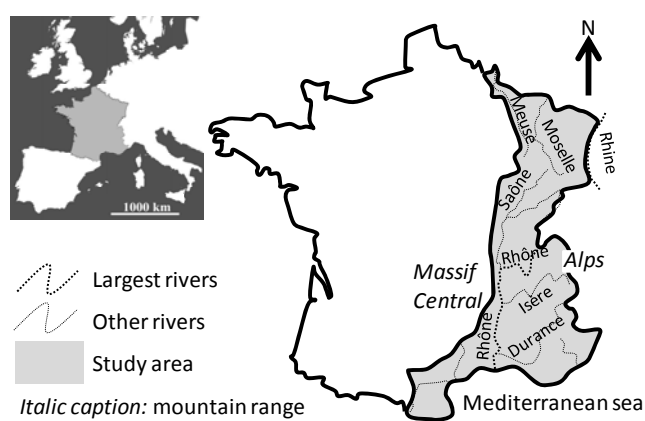 N
1000 km
Meuse
Moselle
Rhine
Saône
Rhône
Alps
Massif
Central
Isère
Rhône
Durance
Mediterranean sea
Largest rivers
Other rivers
Study area
Italic caption: mountain range